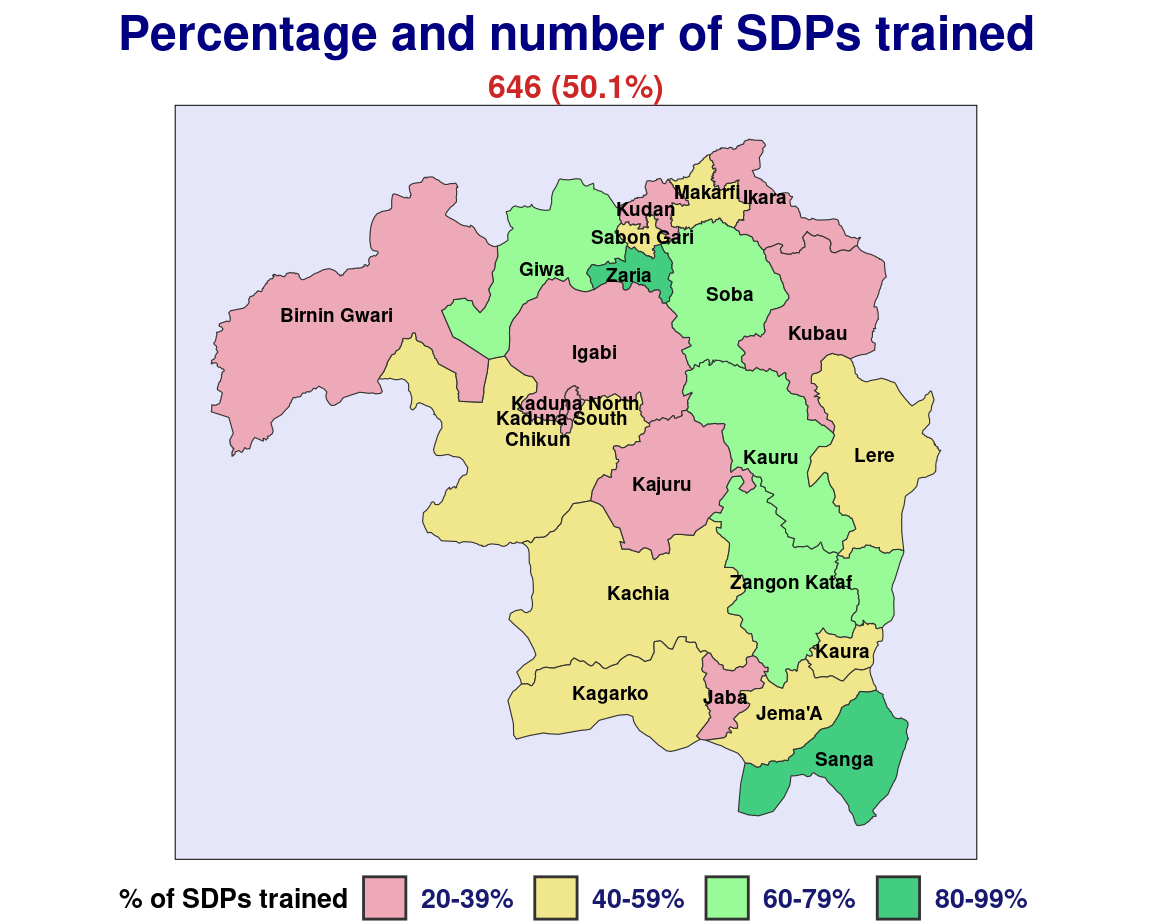 Percentage and number of SDPs trained
646 (50.1%)
Makarfi
Ikara
Kudan
Sabon Gari
Giwa
Zaria
Soba
Birnin Gwari
Kubau
Igabi
Kaduna North
Kaduna South
Chikun
Kauru
Lere
Kajuru
Zangon Kataf
Kachia
Kaura
Kagarko
Jaba
Jema'A
Sanga
% of SDPs trained 20-39% 40-59% 60-79% 80-99%